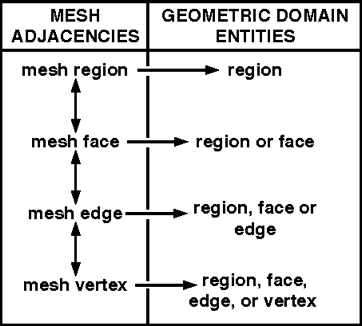 MESH
ADJACENCIES
GEOMETRIC DOMAIN
ENTITIES
mesh region
region
mesh face
region or face
mesh edge
region, face or
edge
mesh vertex
region, face,
edge, or vertex